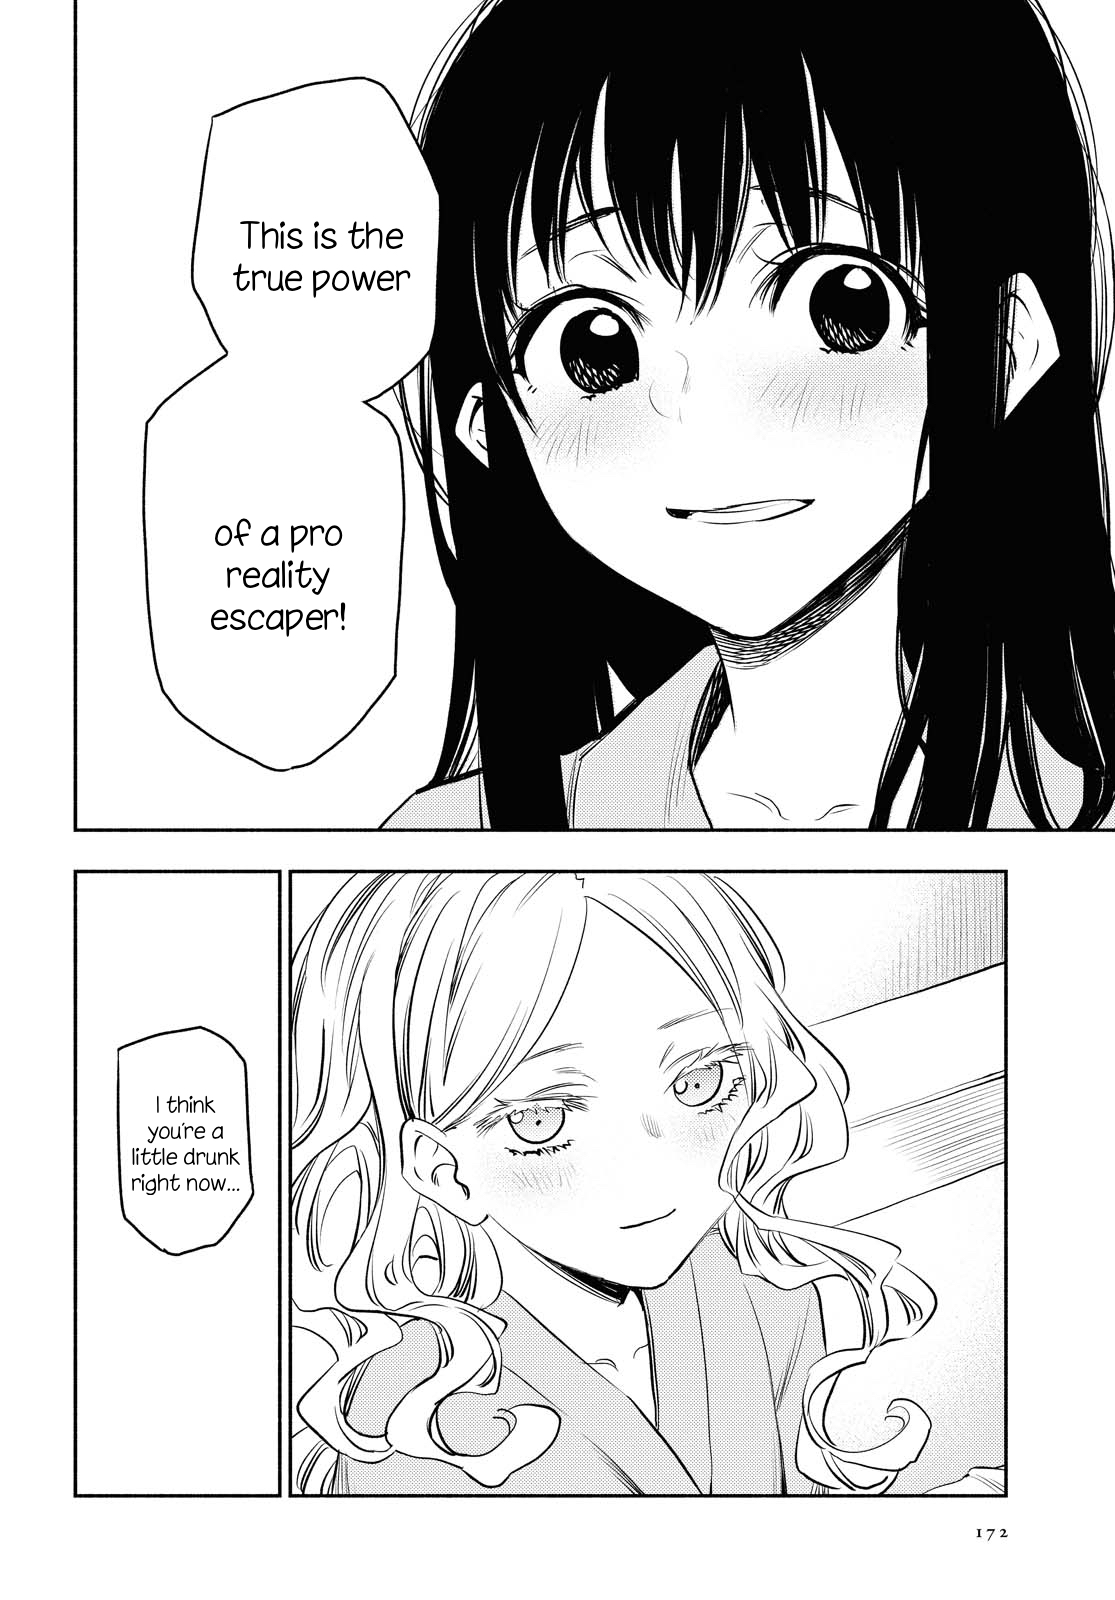 This is the
true power
of a pro
reality
escaper!
I think
you're a
little drunk
right now...
172